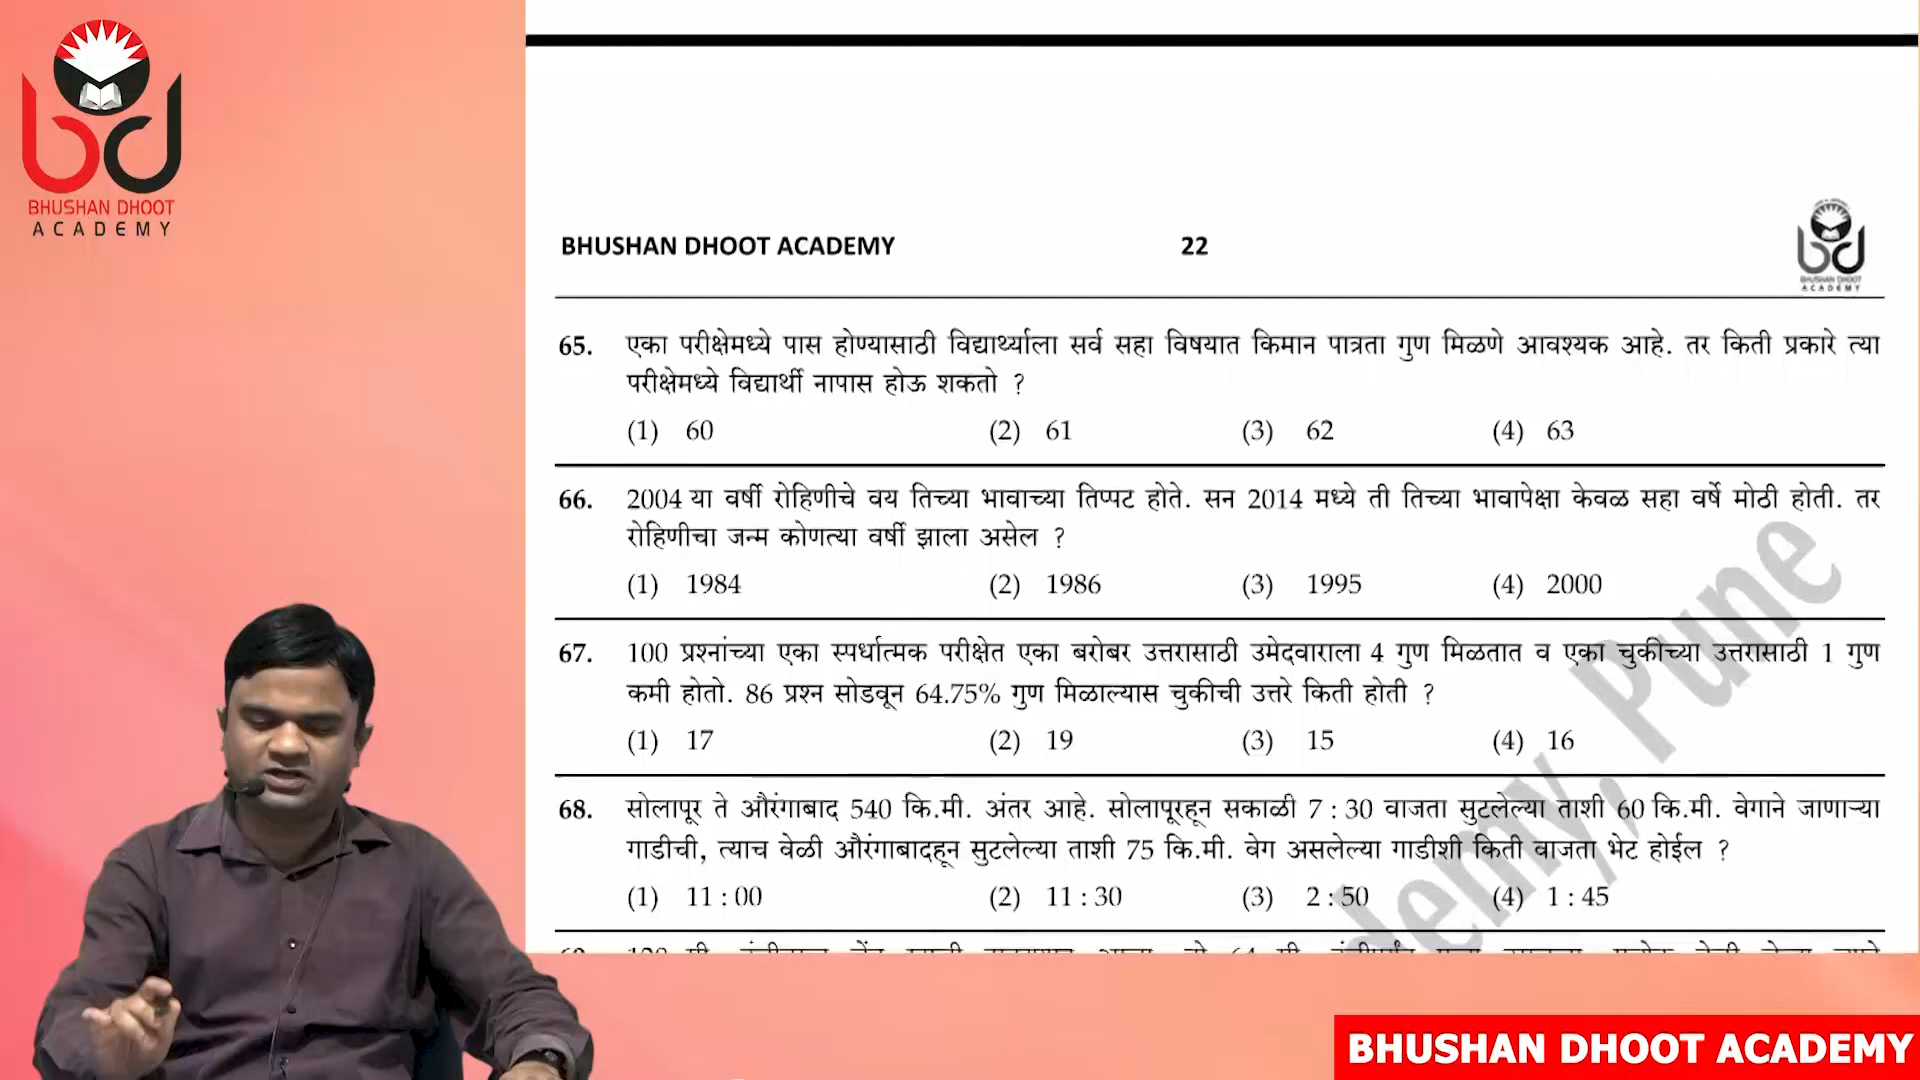 BHUSHAN DHOOT
ACADEMY
BHUSHAN DHOOT ACADEMY 22
BHUSHAN DHOOT
ACADEMY
65. एका परीक्षेमध्ये पास होण्यासाठी विद्यार्थ्याला सर्व सहा विषयात किमान पात्रता गुण मिळणे आवश्यक आहे. तर किती प्रकारे त्या
परीक्षेमध्ये विद्यार्थी नापास होऊ शकतो ?
(1) 60 (2) 61 (3) 62 (4) 63
66. 2004 या वर्षी रोहिणीचे वय तिच्या भावाच्या तिप्पट होते. सन 2014 मध्ये ती तिच्या भावापेक्षा केवळ सहा वर्षे मोठी होती. तर
रोहिणीचा जन्म कोणत्या वर्षी झाला असेल ?
(1) 1984 (2) 1986 (3) 1995 (4) 2000
67. 100 प्रश्नांच्या एका स्पर्धात्मक परीक्षेत एका बरोबर उत्तरासाठी उमेदवाराला 4 गुण मिळतात व एका चुकीच्या उत्तरासाठी 1 गुण
कमी होतो. 86 प्रश्न सोडवून 64.75% गुण मिळाल्यास चुकीची उत्तरे किती होती ?
(1) 17 (2) 19 (3) 15 (4) 16
68. सोलापूर ते औरंगाबाद 540 कि.मी. अंतर आहे. सोलापूरहून सकाळी 7 : 30 वाजता सुटलेल्या ताशी 60 कि.मी. वेगाने जाणाऱ्या
गाडीची, त्याच वेळी औरंगाबादहून सुटलेल्या ताशी 75 कि.मी. वेग असलेल्या गाडीशी किती वाजता भेट होईल ?
(1) 11 : 00 (2) 11 : 30 (3) 2 : 50 (4) 1 : 45
demy, Pune
BHUSHAN DHOOT ACADEMY